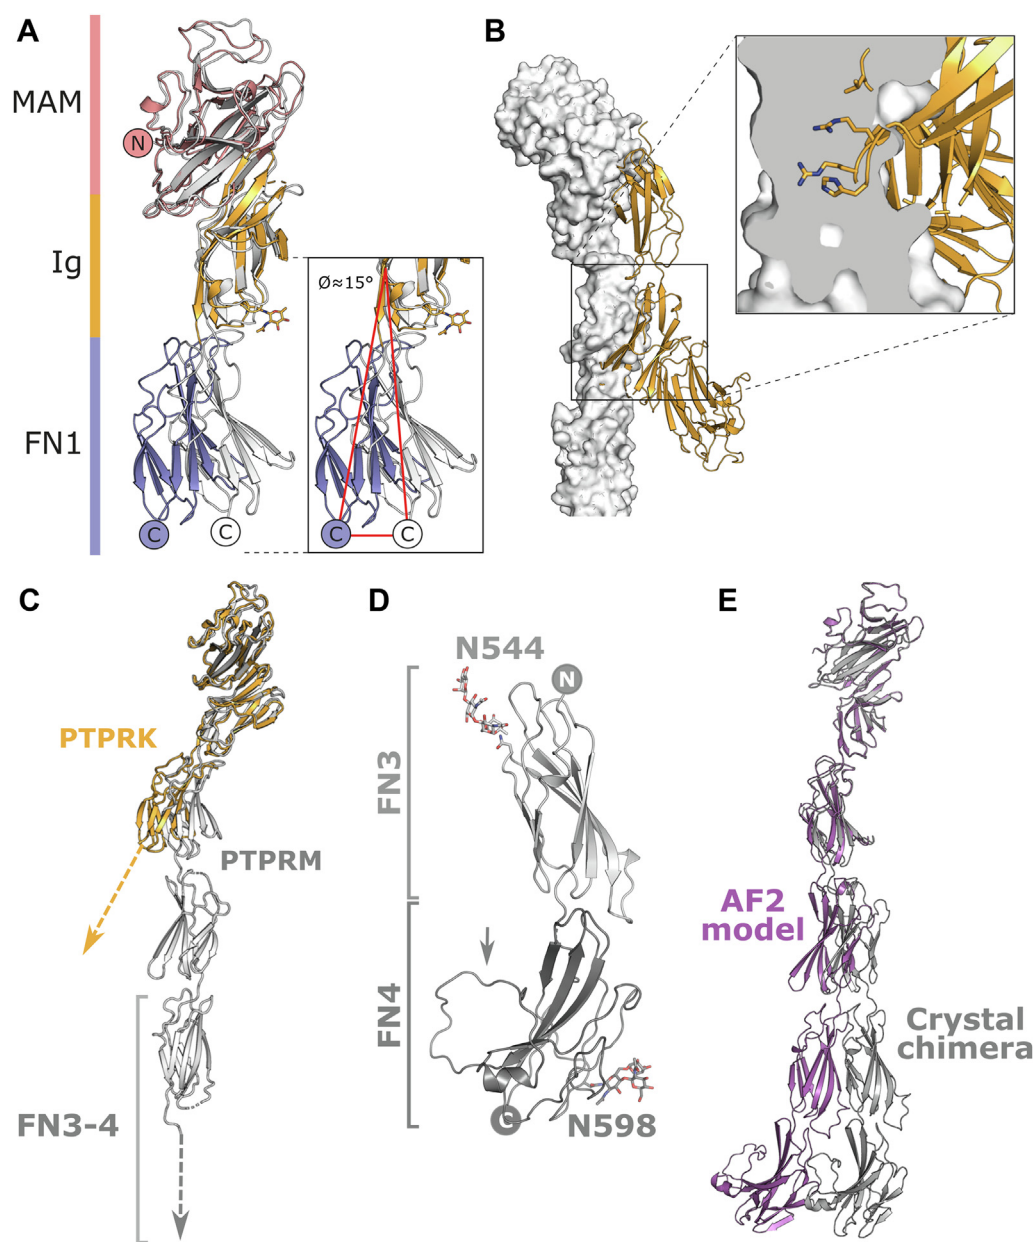 A
MAM
N
Ig
FN1
Ø≈15°
C
C
C
C
B
C
PTPRK
PTPRM
FN3-4
D
N544
N
FN3
FN4
C
N598
E
AF2
model
Crystal
chimera